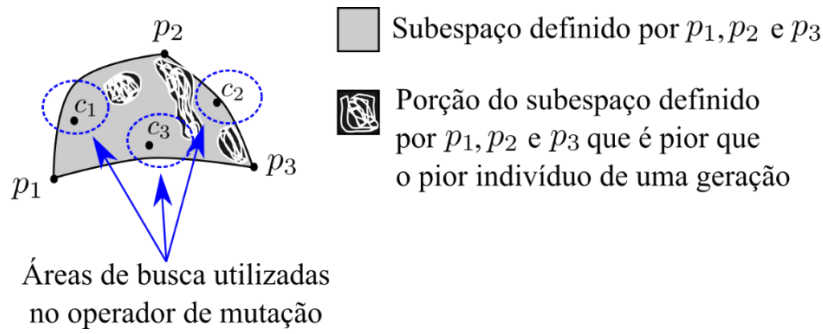 p₂
c₁
c₂
c₃
p₁
p₃
Áreas de busca utilizadas
no operador de mutação
Subespaço definido por p₁, p₂ e p₃
Porção do subespaço definido
por p₁, p₂ e p₃ que é pior que
o pior indivíduo de uma geração